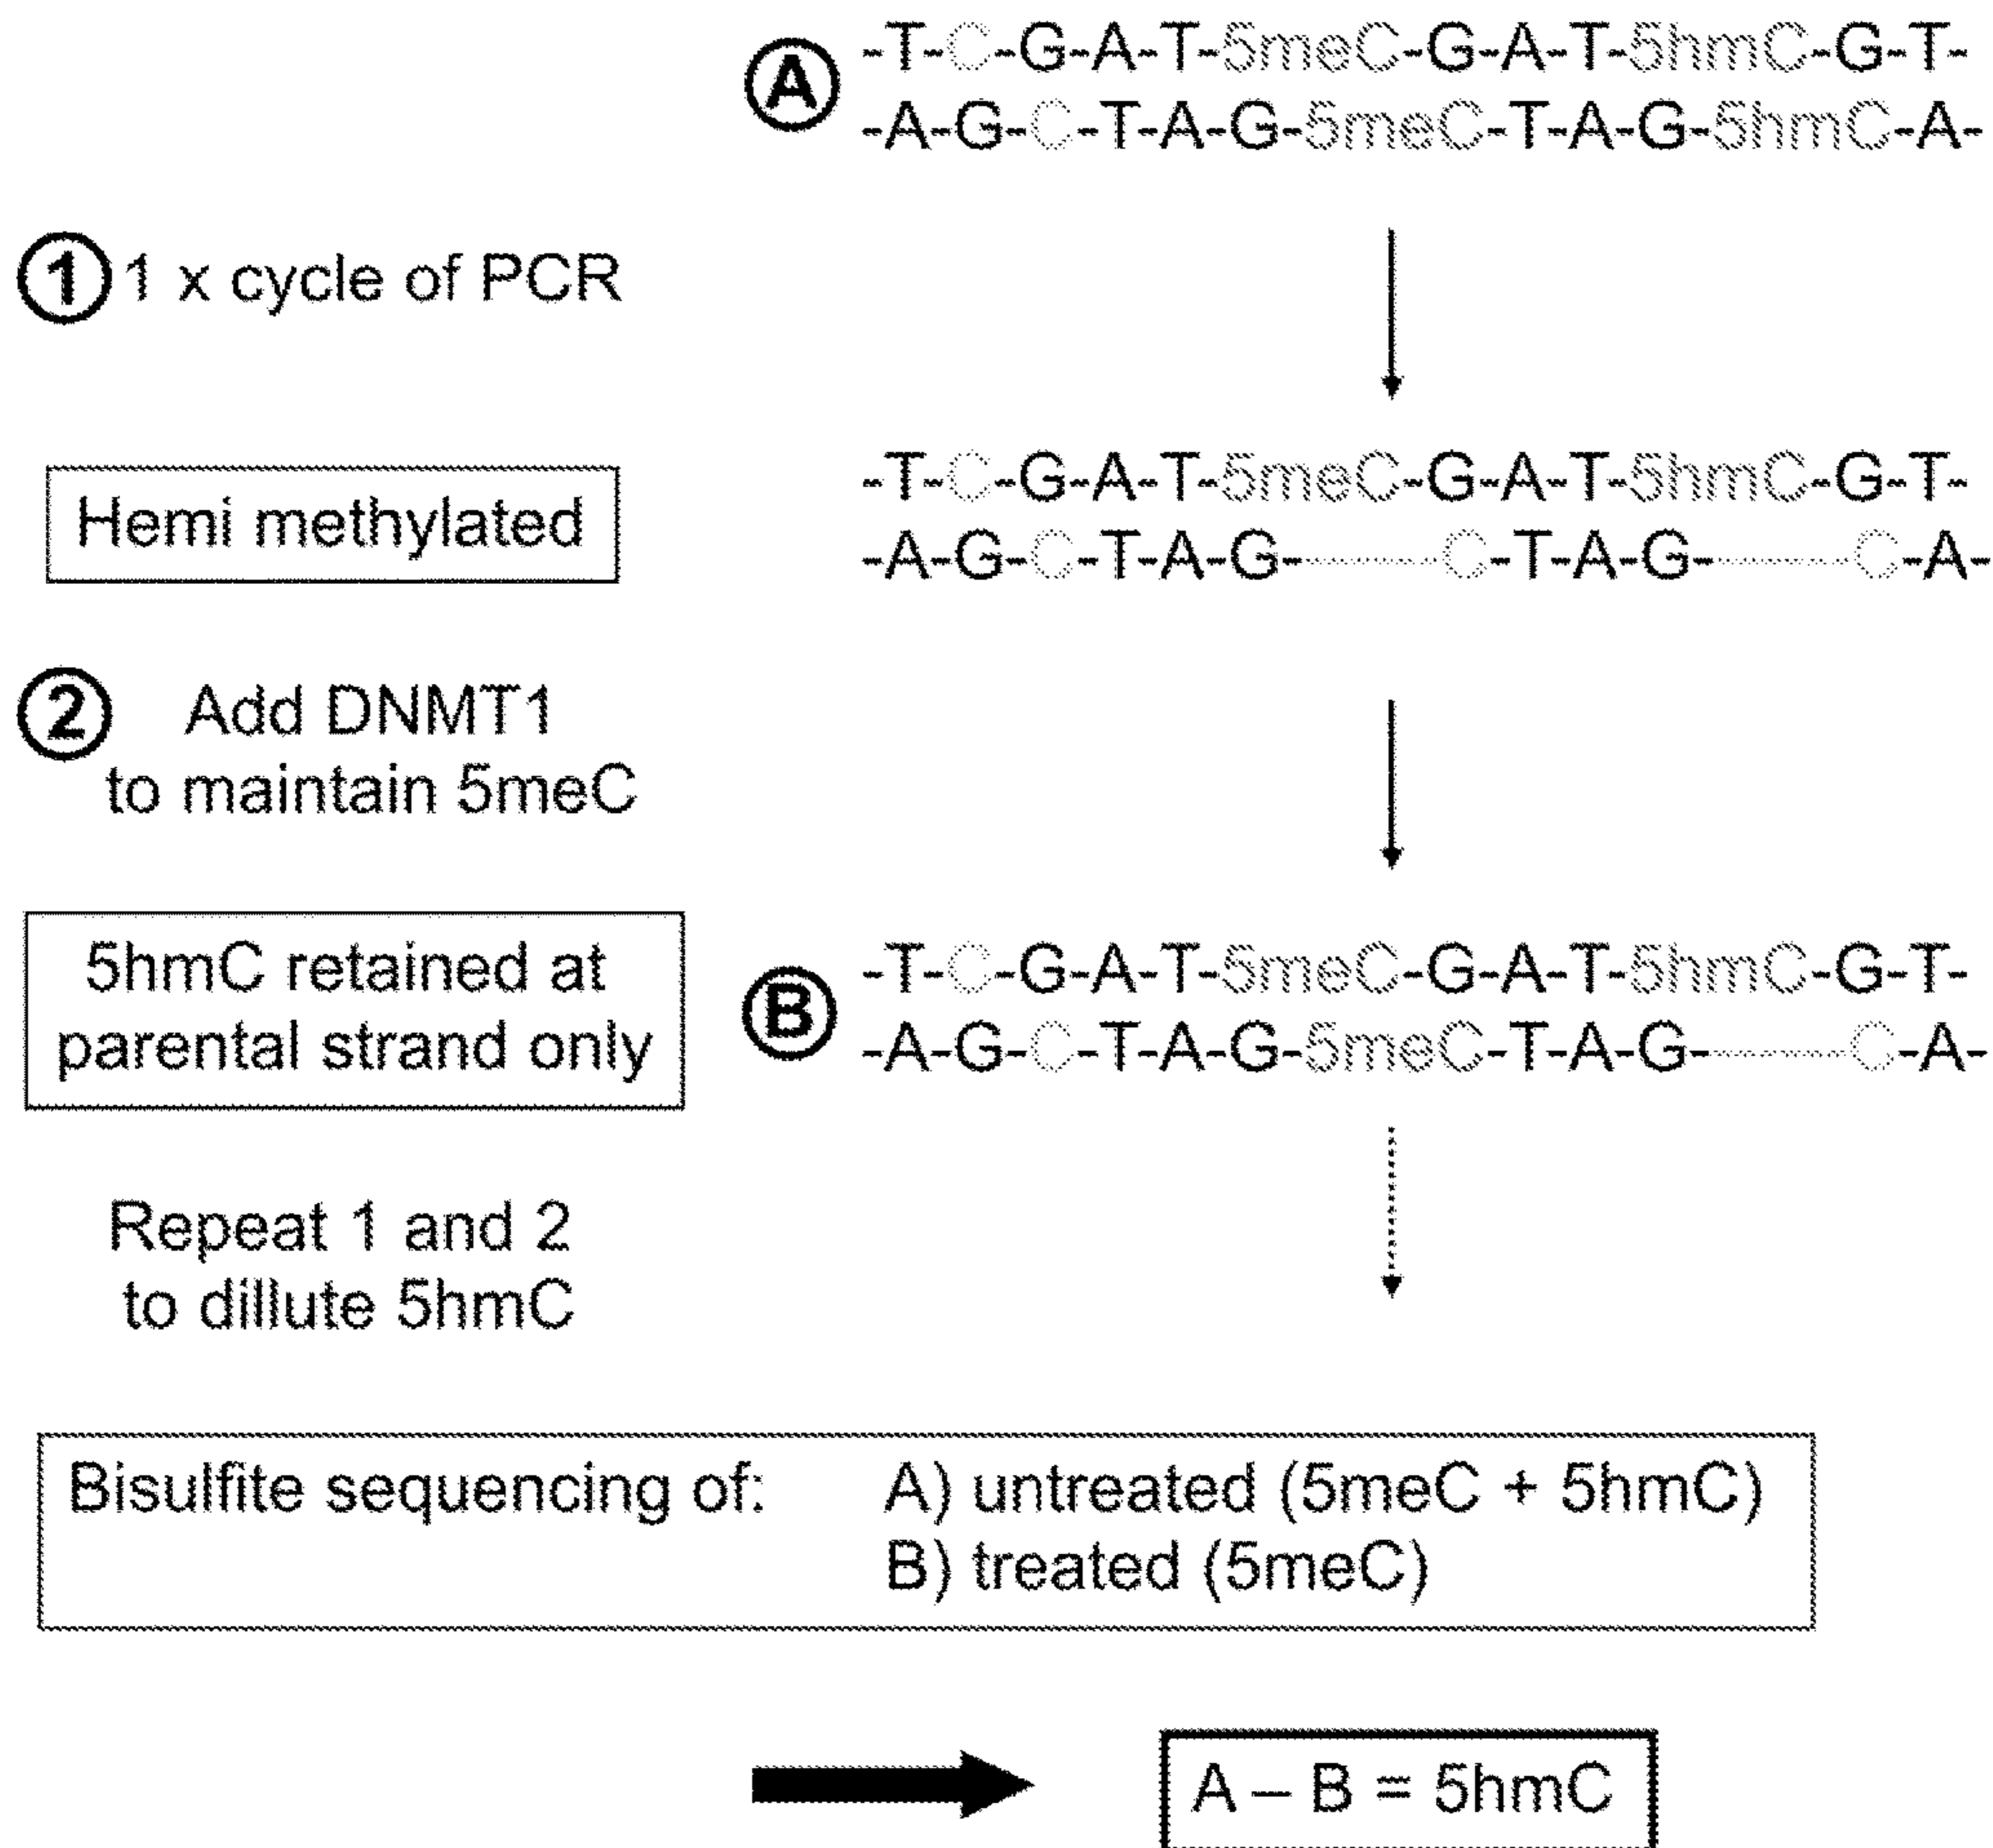 A -T-C-G-A-T-5meC-G-A-T-5hmC-G-T-
-A-G-C-T-A-G-5meC-T-A-G-5hmC-A-
1 1 x cycle of PCR
Hemi methylated
-T-C-G-A-T-5meC-G-A-T-5hmC-G-T-
-A-G-C-T-A-G-C-T-A-G-C-A-
2 Add DNMT1
to maintain 5meC
5hmC retained at
parental strand only
B -T-C-G-A-T-5meC-G-A-T-5hmC-G-T-
-A-G-C-T-A-G-5meC-T-A-G-C-A-
Repeat 1 and 2
to dillute 5hmC
Bisulfite sequencing of: A) untreated (5meC + 5hmC)
B) treated (5meC)
A – B = 5hmC